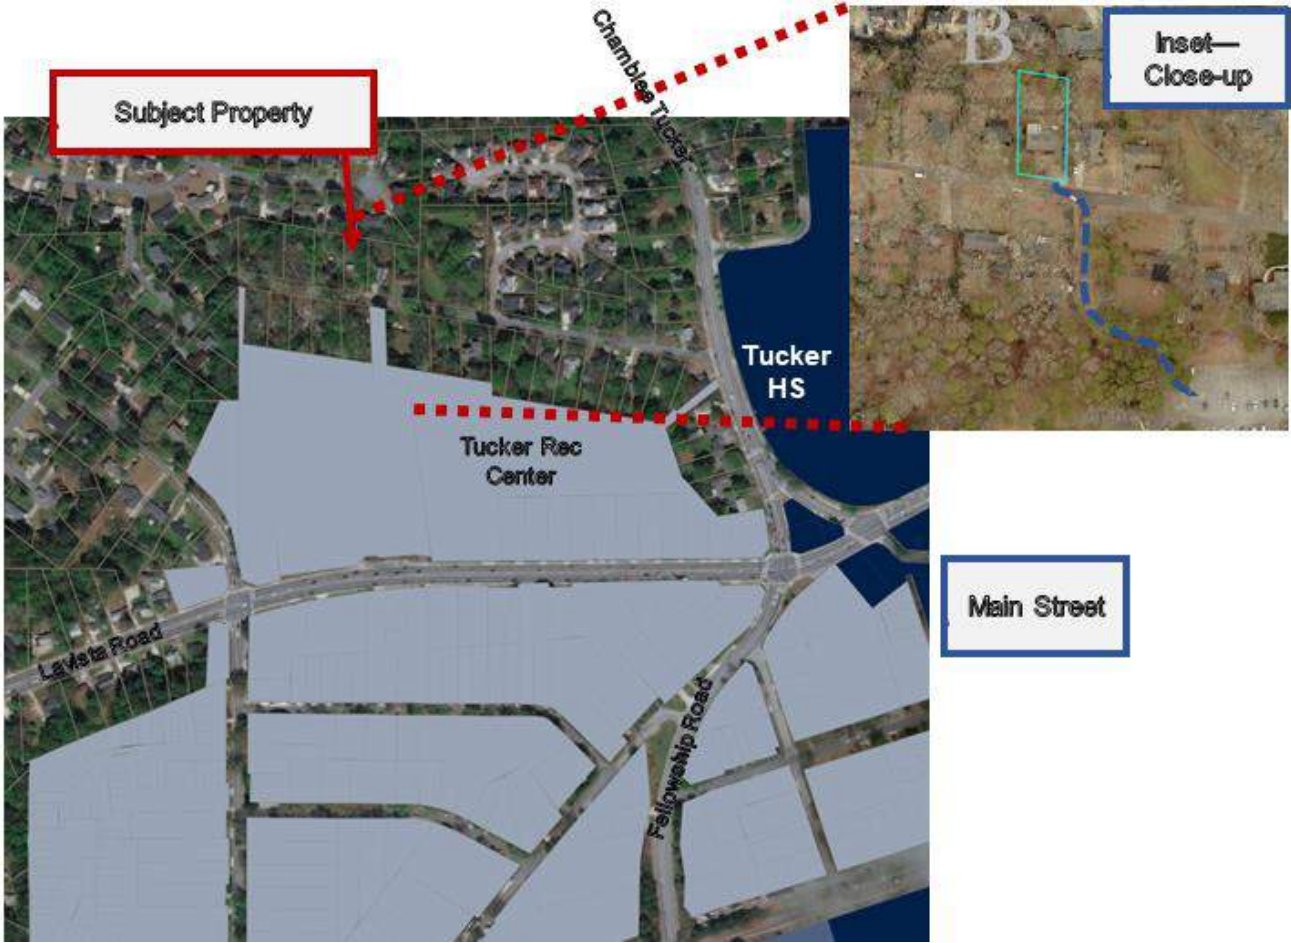 Chamblee Tucker
B
Inset—
Close-up
Subject Property
Tucker
HS
Tucker Rec
Center
Main Street
Lavista Road
Fellowship Road